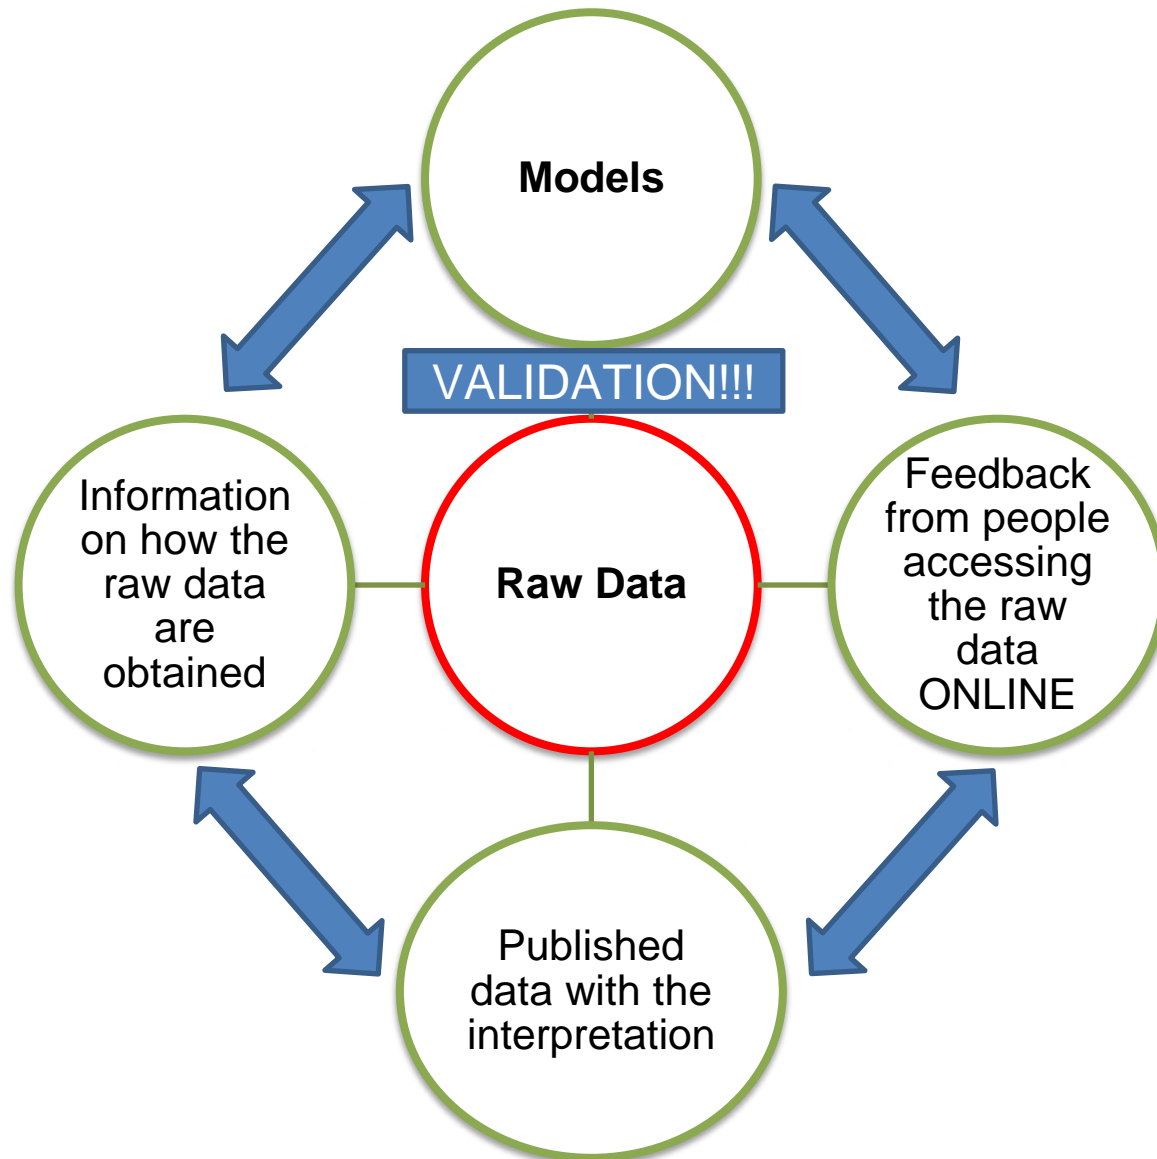 Models
VALIDATION!!!
Information
on how the
raw data
are
obtained
Raw Data
Feedback
from people
accessing
the raw
data
ONLINE
Published
data with the
interpretation